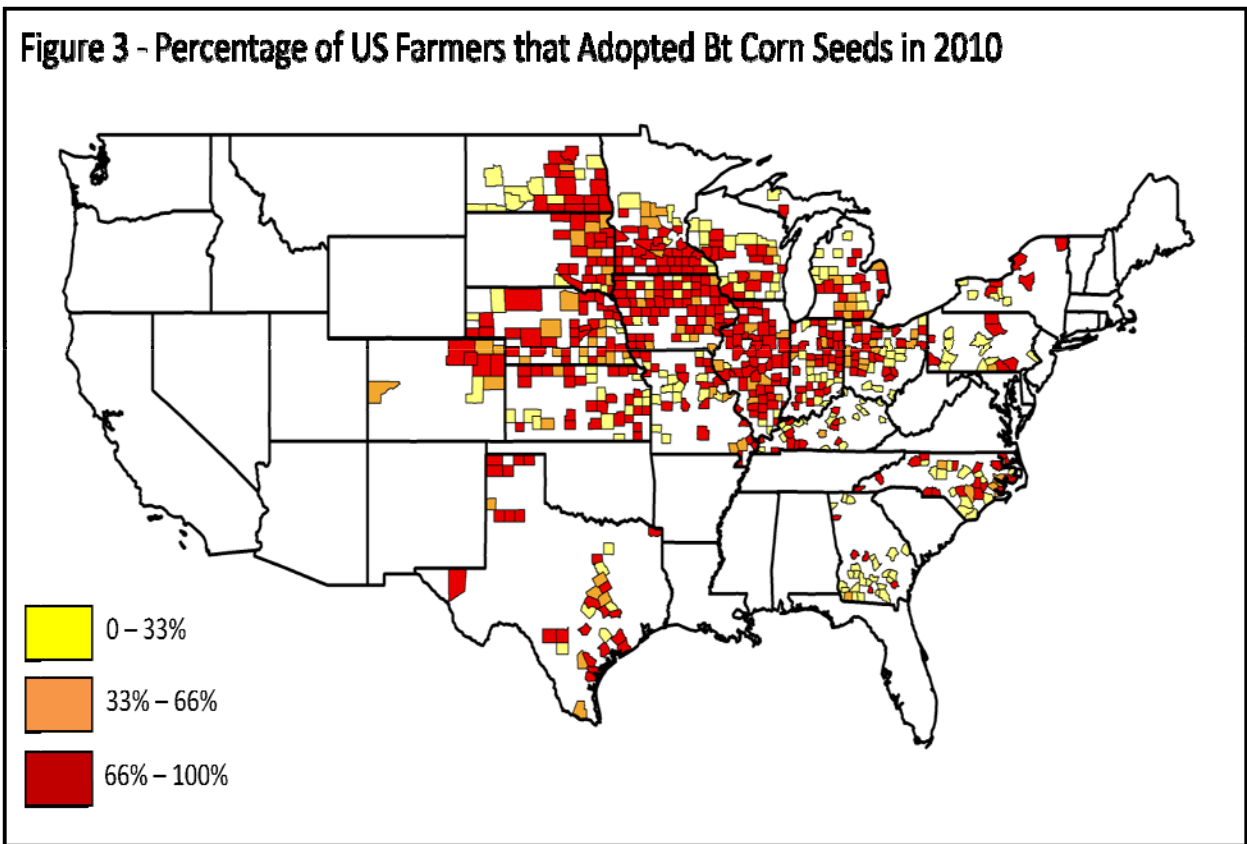 Figure 3 - Percentage of US Farmers that Adopted Bt Corn Seeds in 2010
0 – 33%
33% – 66%
66% – 100%